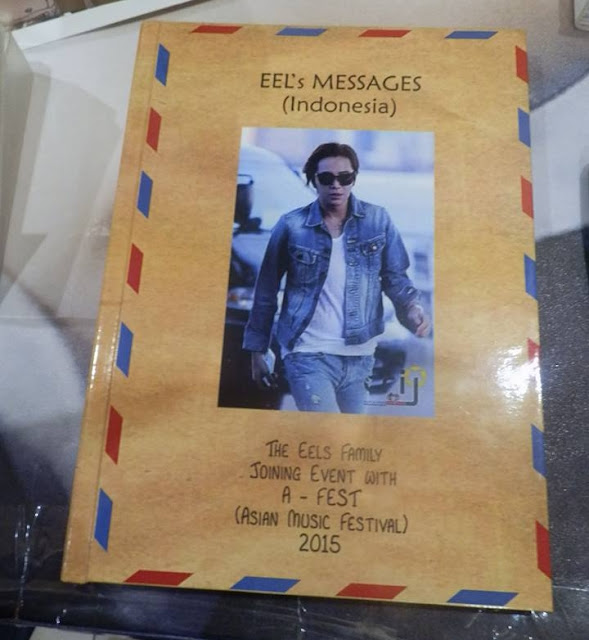 EEL's MESSAGES
(Indonesia)
THE EELS FAMILY
JOINING EVENT WITH
A - FEST
(ASIAN MUSIC FESTIVAL)
2015